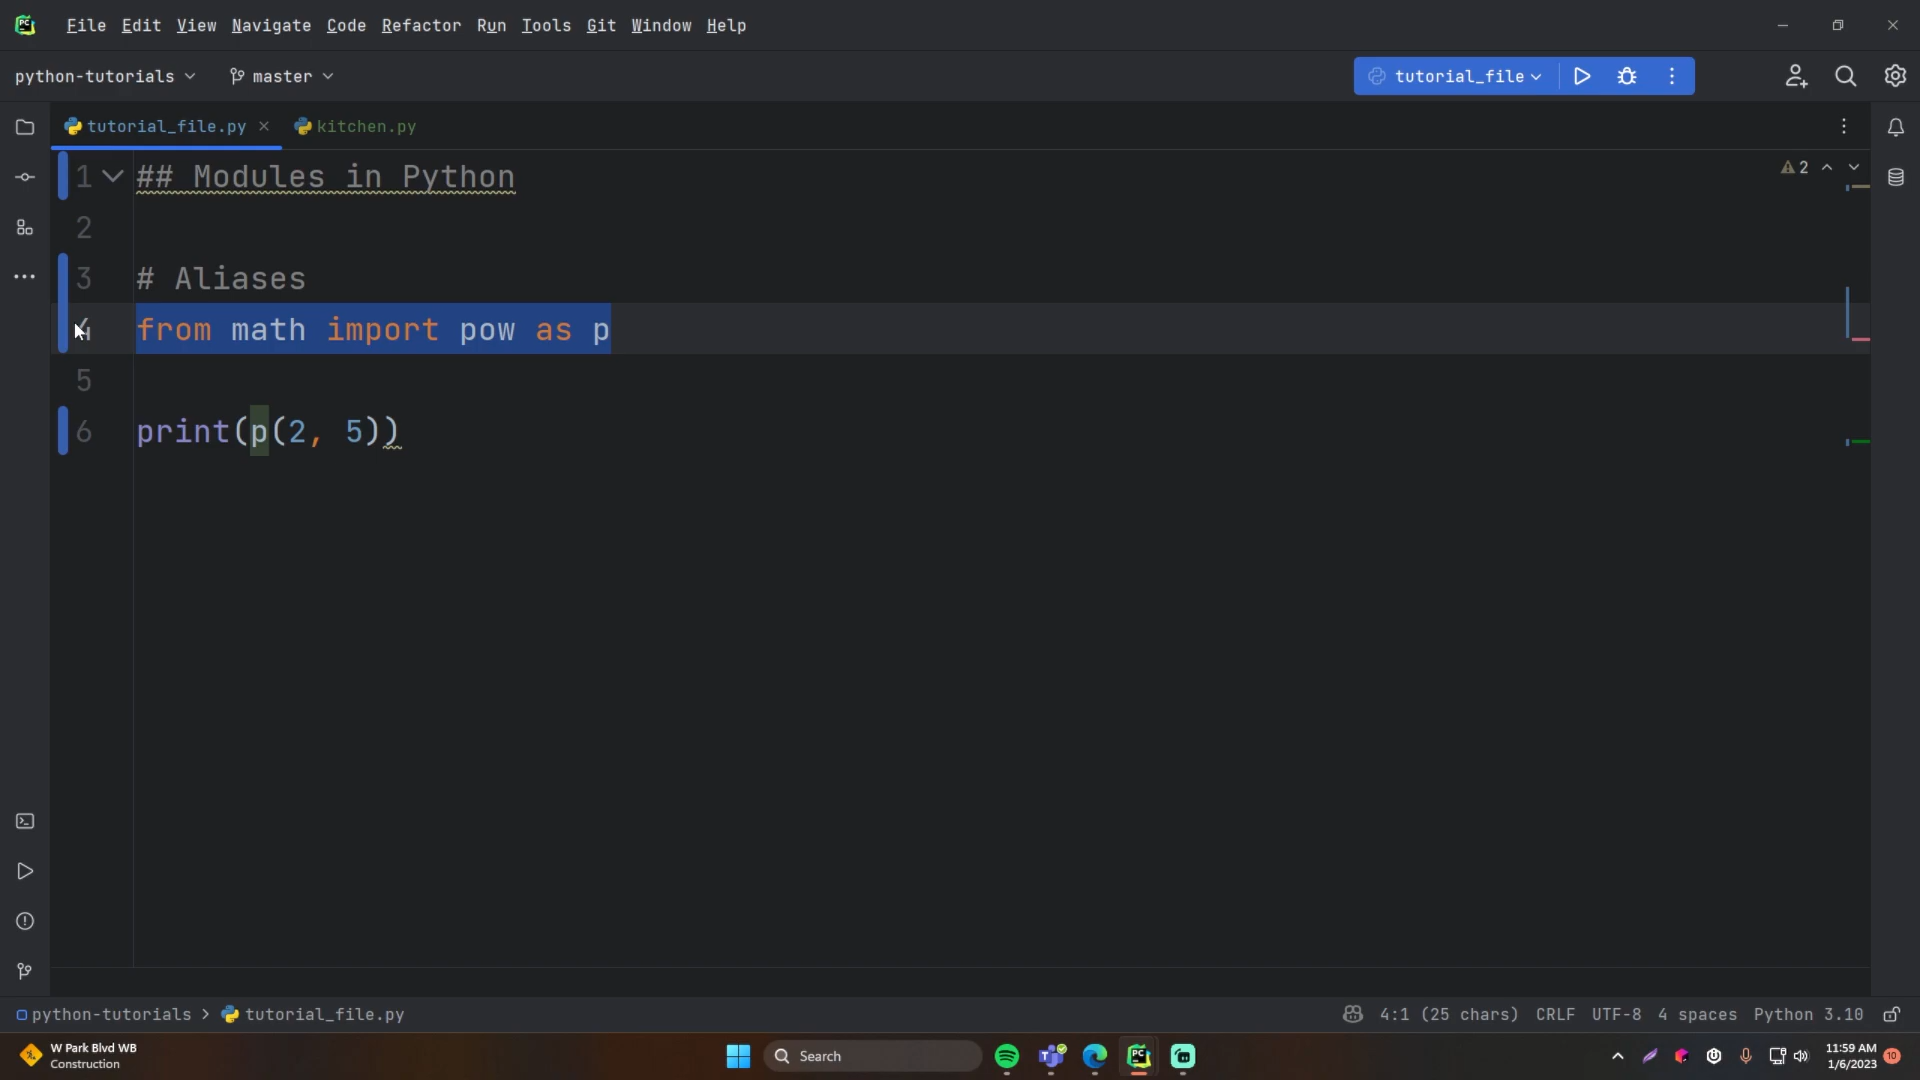 PC File Edit View Navigate Code Refactor Run Tools Git Window Help
python-tutorials master tutorial_file
tutorial_file.py kitchen.py
1 ## Modules in Python 2
2
3 # Aliases
4 from math import pow as p
5
6 print(p(2, 5))
python-tutorials > tutorial_file.py 4:1 (25 chars) CRLF UTF-8 4 spaces Python 3.10
W Park Blvd WB
Construction
Search
PC
11:59 AM
1/6/2023
10